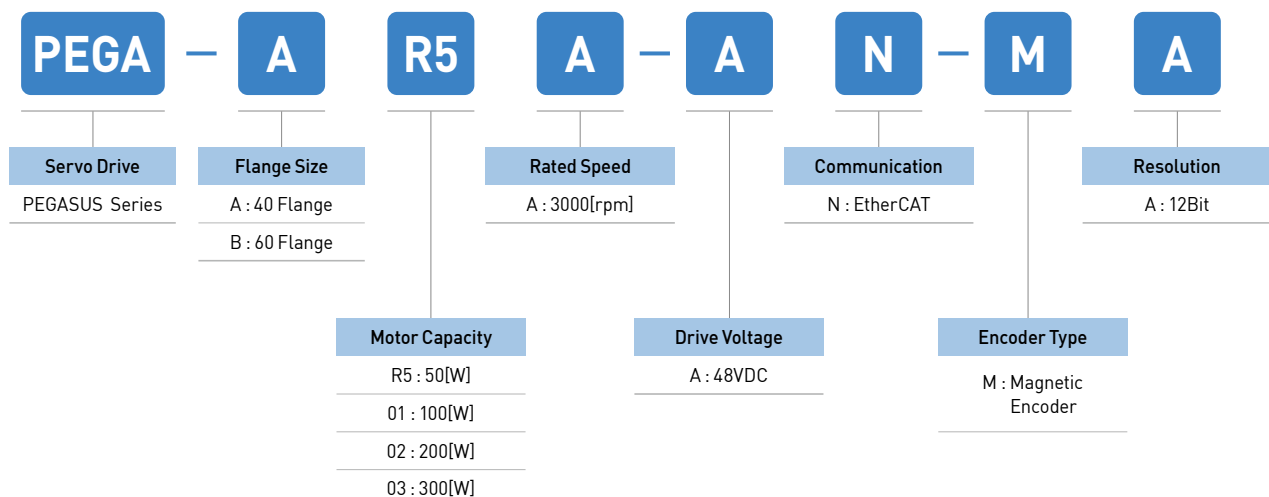 PEGA – A R5 A – A N – M A
Servo Drive
PEGASUS Series
Flange Size
A : 40 Flange
B : 60 Flange
Rated Speed
A : 3000[rpm]
Communication
N : EtherCAT
Resolution
A : 12Bit
Motor Capacity
R5 : 50[W]
01 : 100[W]
02 : 200[W]
03 : 300[W]
Drive Voltage
A : 48VDC
Encoder Type
M : Magnetic
Encoder